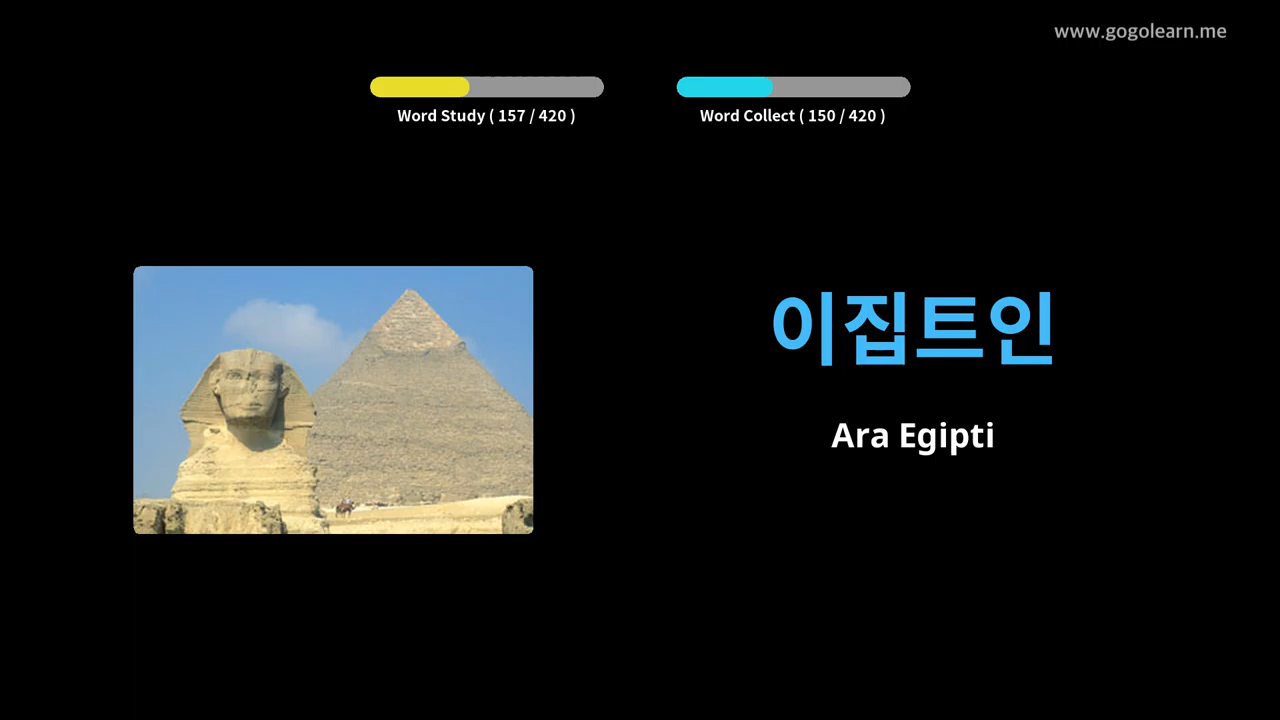 www.gogolearn.me
Word Study ( 157 / 420 )
Word Collect ( 150 / 420 )
이집트인
Ara Egipti